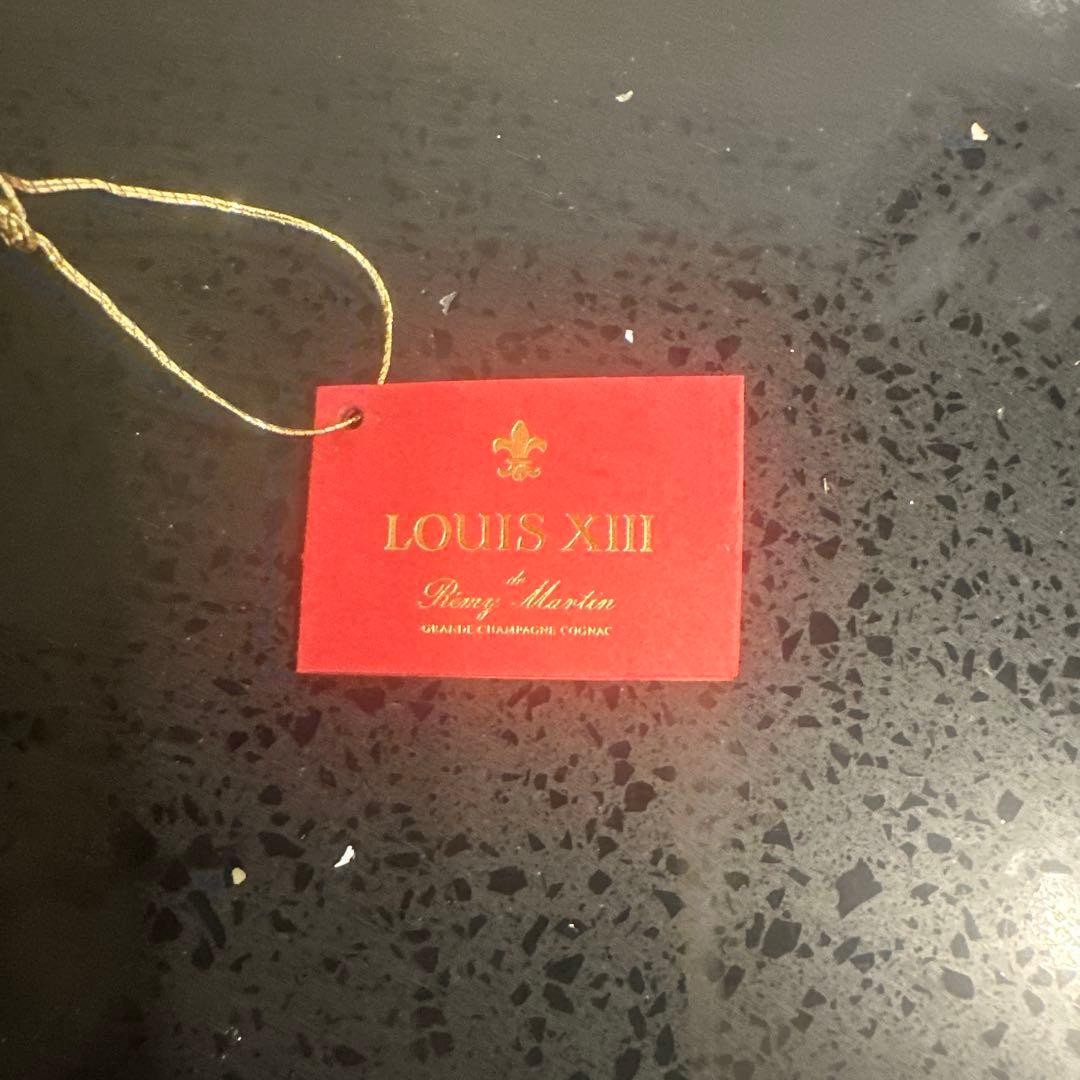 LOUIS XIII
de
Rémy Martin
GRANDE CHAMPAGNE COGNAC